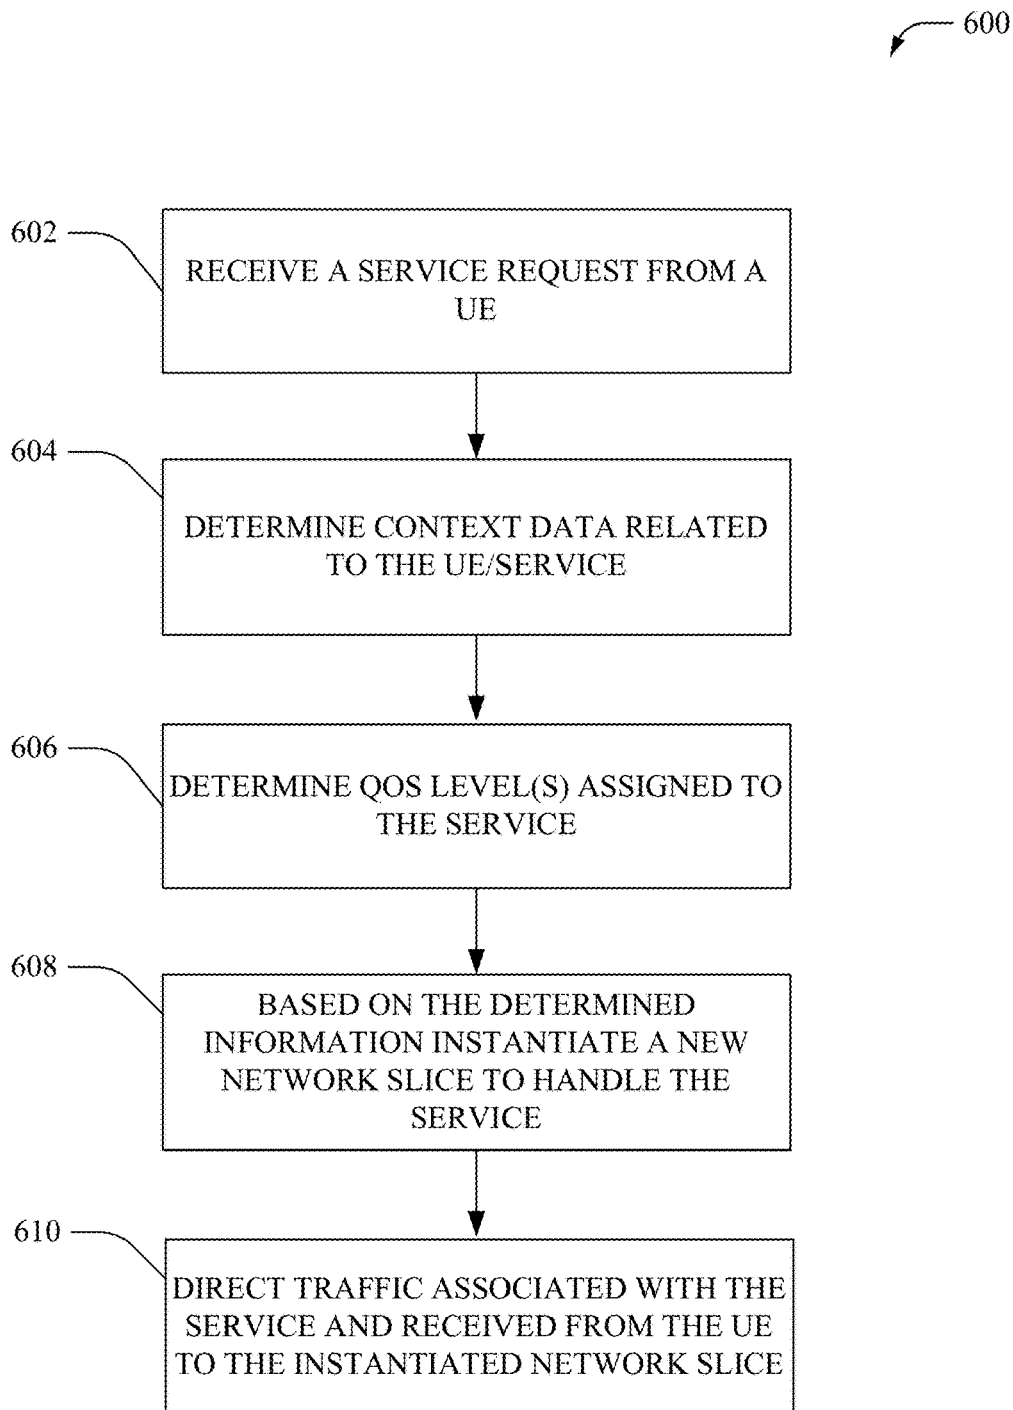 600
602
RECEIVE A SERVICE REQUEST FROM A
UE
604
DETERMINE CONTEXT DATA RELATED
TO THE UE/SERVICE
606
DETERMINE QOS LEVEL(S) ASSIGNED TO
THE SERVICE
608
BASED ON THE DETERMINED
INFORMATION INSTANTIATE A NEW
NETWORK SLICE TO HANDLE THE
SERVICE
610
DIRECT TRAFFIC ASSOCIATED WITH THE
SERVICE AND RECEIVED FROM THE UE
TO THE INSTANTIATED NETWORK SLICE